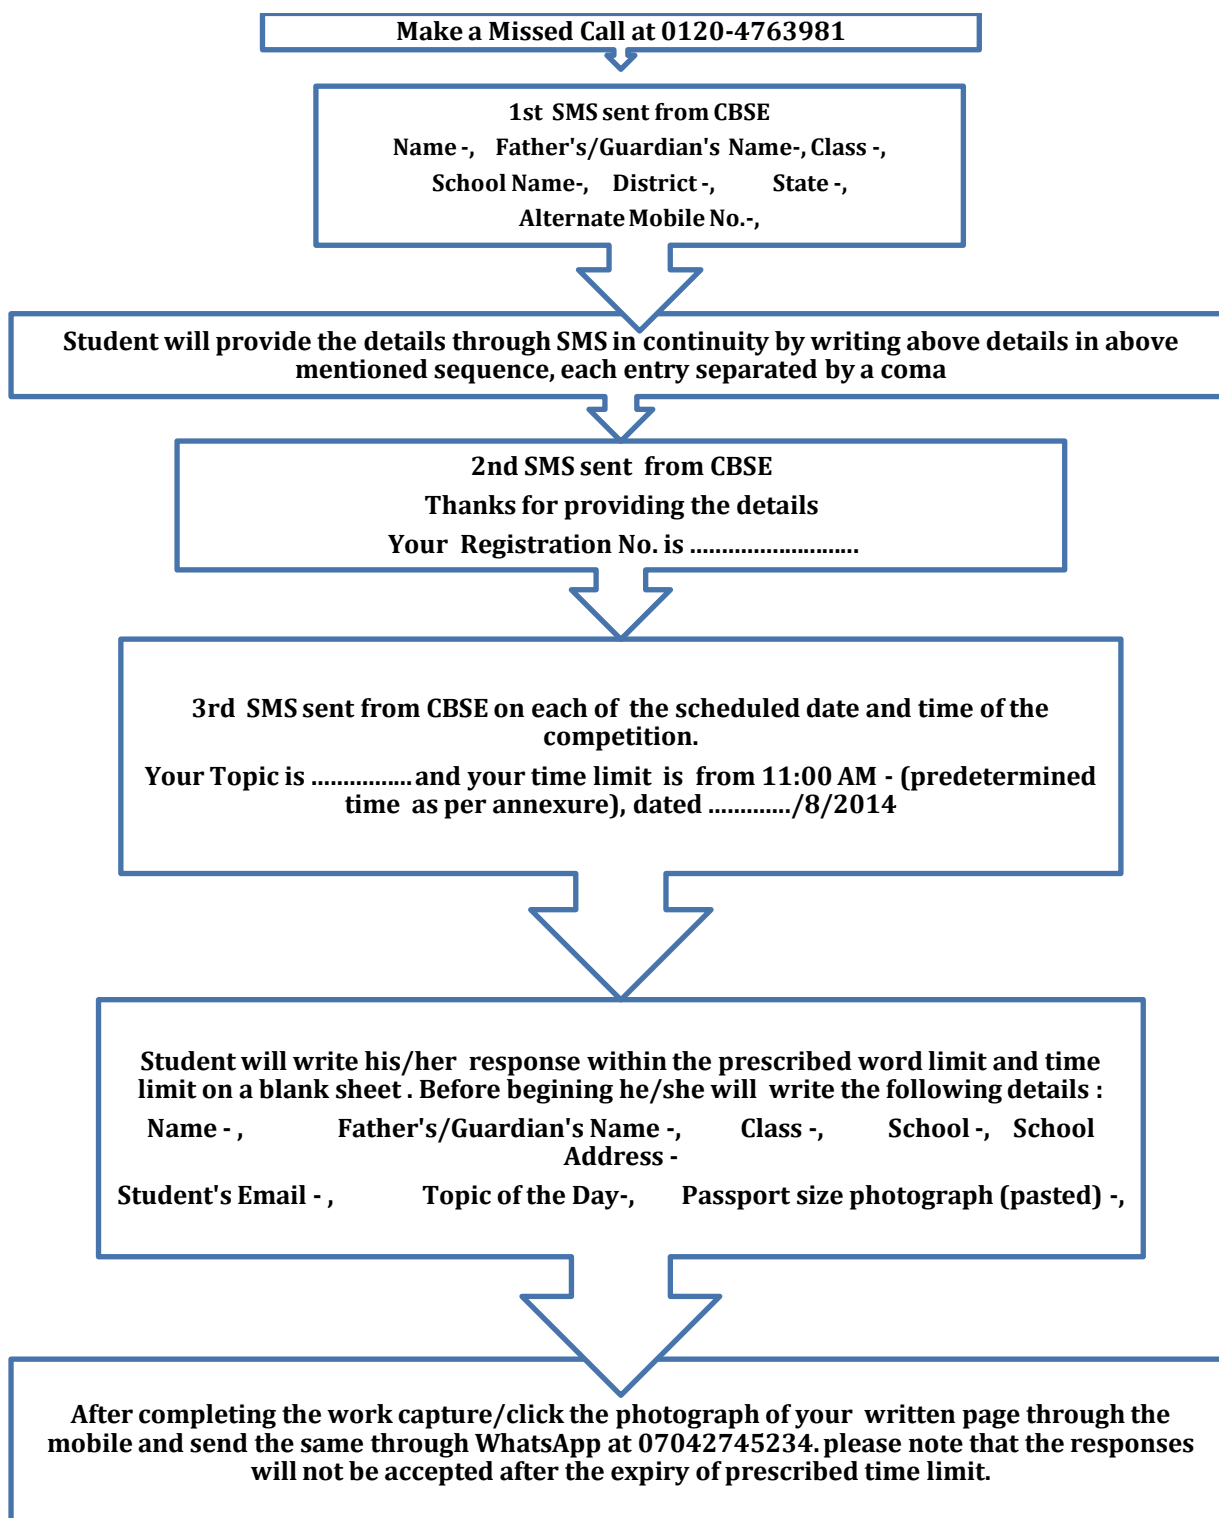 Make a Missed Call at 0120-4763981
1st SMS sent from CBSE
Name -, Father's/Guardian's Name-, Class -,
School Name-, District -, State -,
Alternate Mobile No.-,
Student will provide the details through SMS in continuity by writing above details in above
mentioned sequence, each entry separated by a coma
2nd SMS sent from CBSE
Thanks for providing the details
Your Registration No. is ...........................
3rd SMS sent from CBSE on each of the scheduled date and time of the
competition.
Your Topic is ................ and your time limit is from 11:00 AM - (predetermined
time as per annexure), dated ............./8/2014
Student will write his/her response within the prescribed word limit and time
limit on a blank sheet . Before begining he/she will write the following details :
Name - , Father's/Guardian's Name -, Class -, School -, School
Address -
Student's Email - , Topic of the Day-, Passport size photograph (pasted) -,
After completing the work capture/click the photograph of your written page through the
mobile and send the same through WhatsApp at 07042745234. please note that the responses
will not be accepted after the expiry of prescribed time limit.